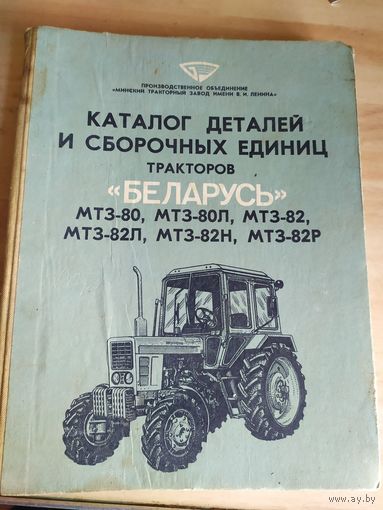 ПРОИЗВОДСТВЕННОЕ ОБЪЕДИНЕНИЕ
«МИНСКИЙ ТРАКТОРНЫЙ ЗАВОД ИМЕНИ В. И. ЛЕНИНА»
КАТАЛОГ ДЕТАЛЕЙ
И СБОРОЧНЫХ ЕДИНИЦ
ТРАКТОРОВ
«БЕЛАРУСЬ»
МТЗ-80, МТЗ-80Л, МТЗ-82,
МТЗ-82Л, МТЗ-82Н, МТЗ-82Р
www.ay.by